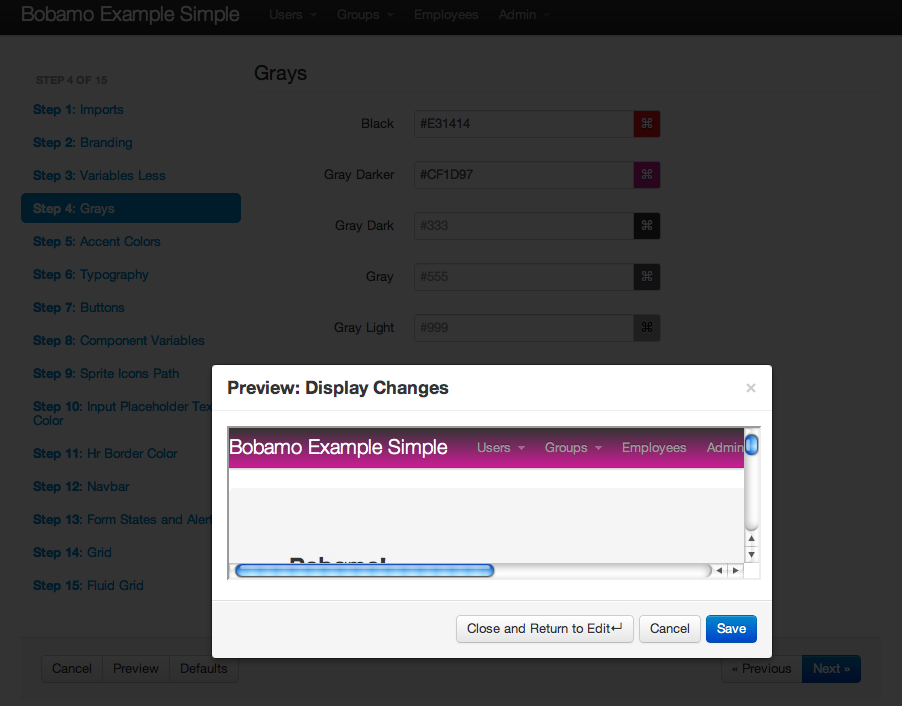 Bobamo Example Simple Users Groups Employees Admin
STEP 4 OF 15
Step 1: Imports
Step 2: Branding
Step 3: Variables Less
Step 4: Grays
Step 5: Accent Colors
Step 6: Typography
Step 7: Buttons
Step 8: Component Variables
Step 9: Sprite Icons Path
Step 10: Input Placeholder Tex
Color
Step 11: Hr Border Color
Step 12: Navbar
Step 13: Form States and Aler
Step 14: Grid
Step 15: Fluid Grid
Grays
Black #E31414 ⌘
Gray Darker #CF1D97 ⌘
Gray Dark #333 ⌘
Gray #555 ⌘
Gray Light #999 ⌘
Preview: Display Changes ×
Bobamo Example Simple Users Groups Employees Admin
Bobamo!
Close and Return to Edit↵ Cancel Save
Cancel Preview Defaults « Previous Next »